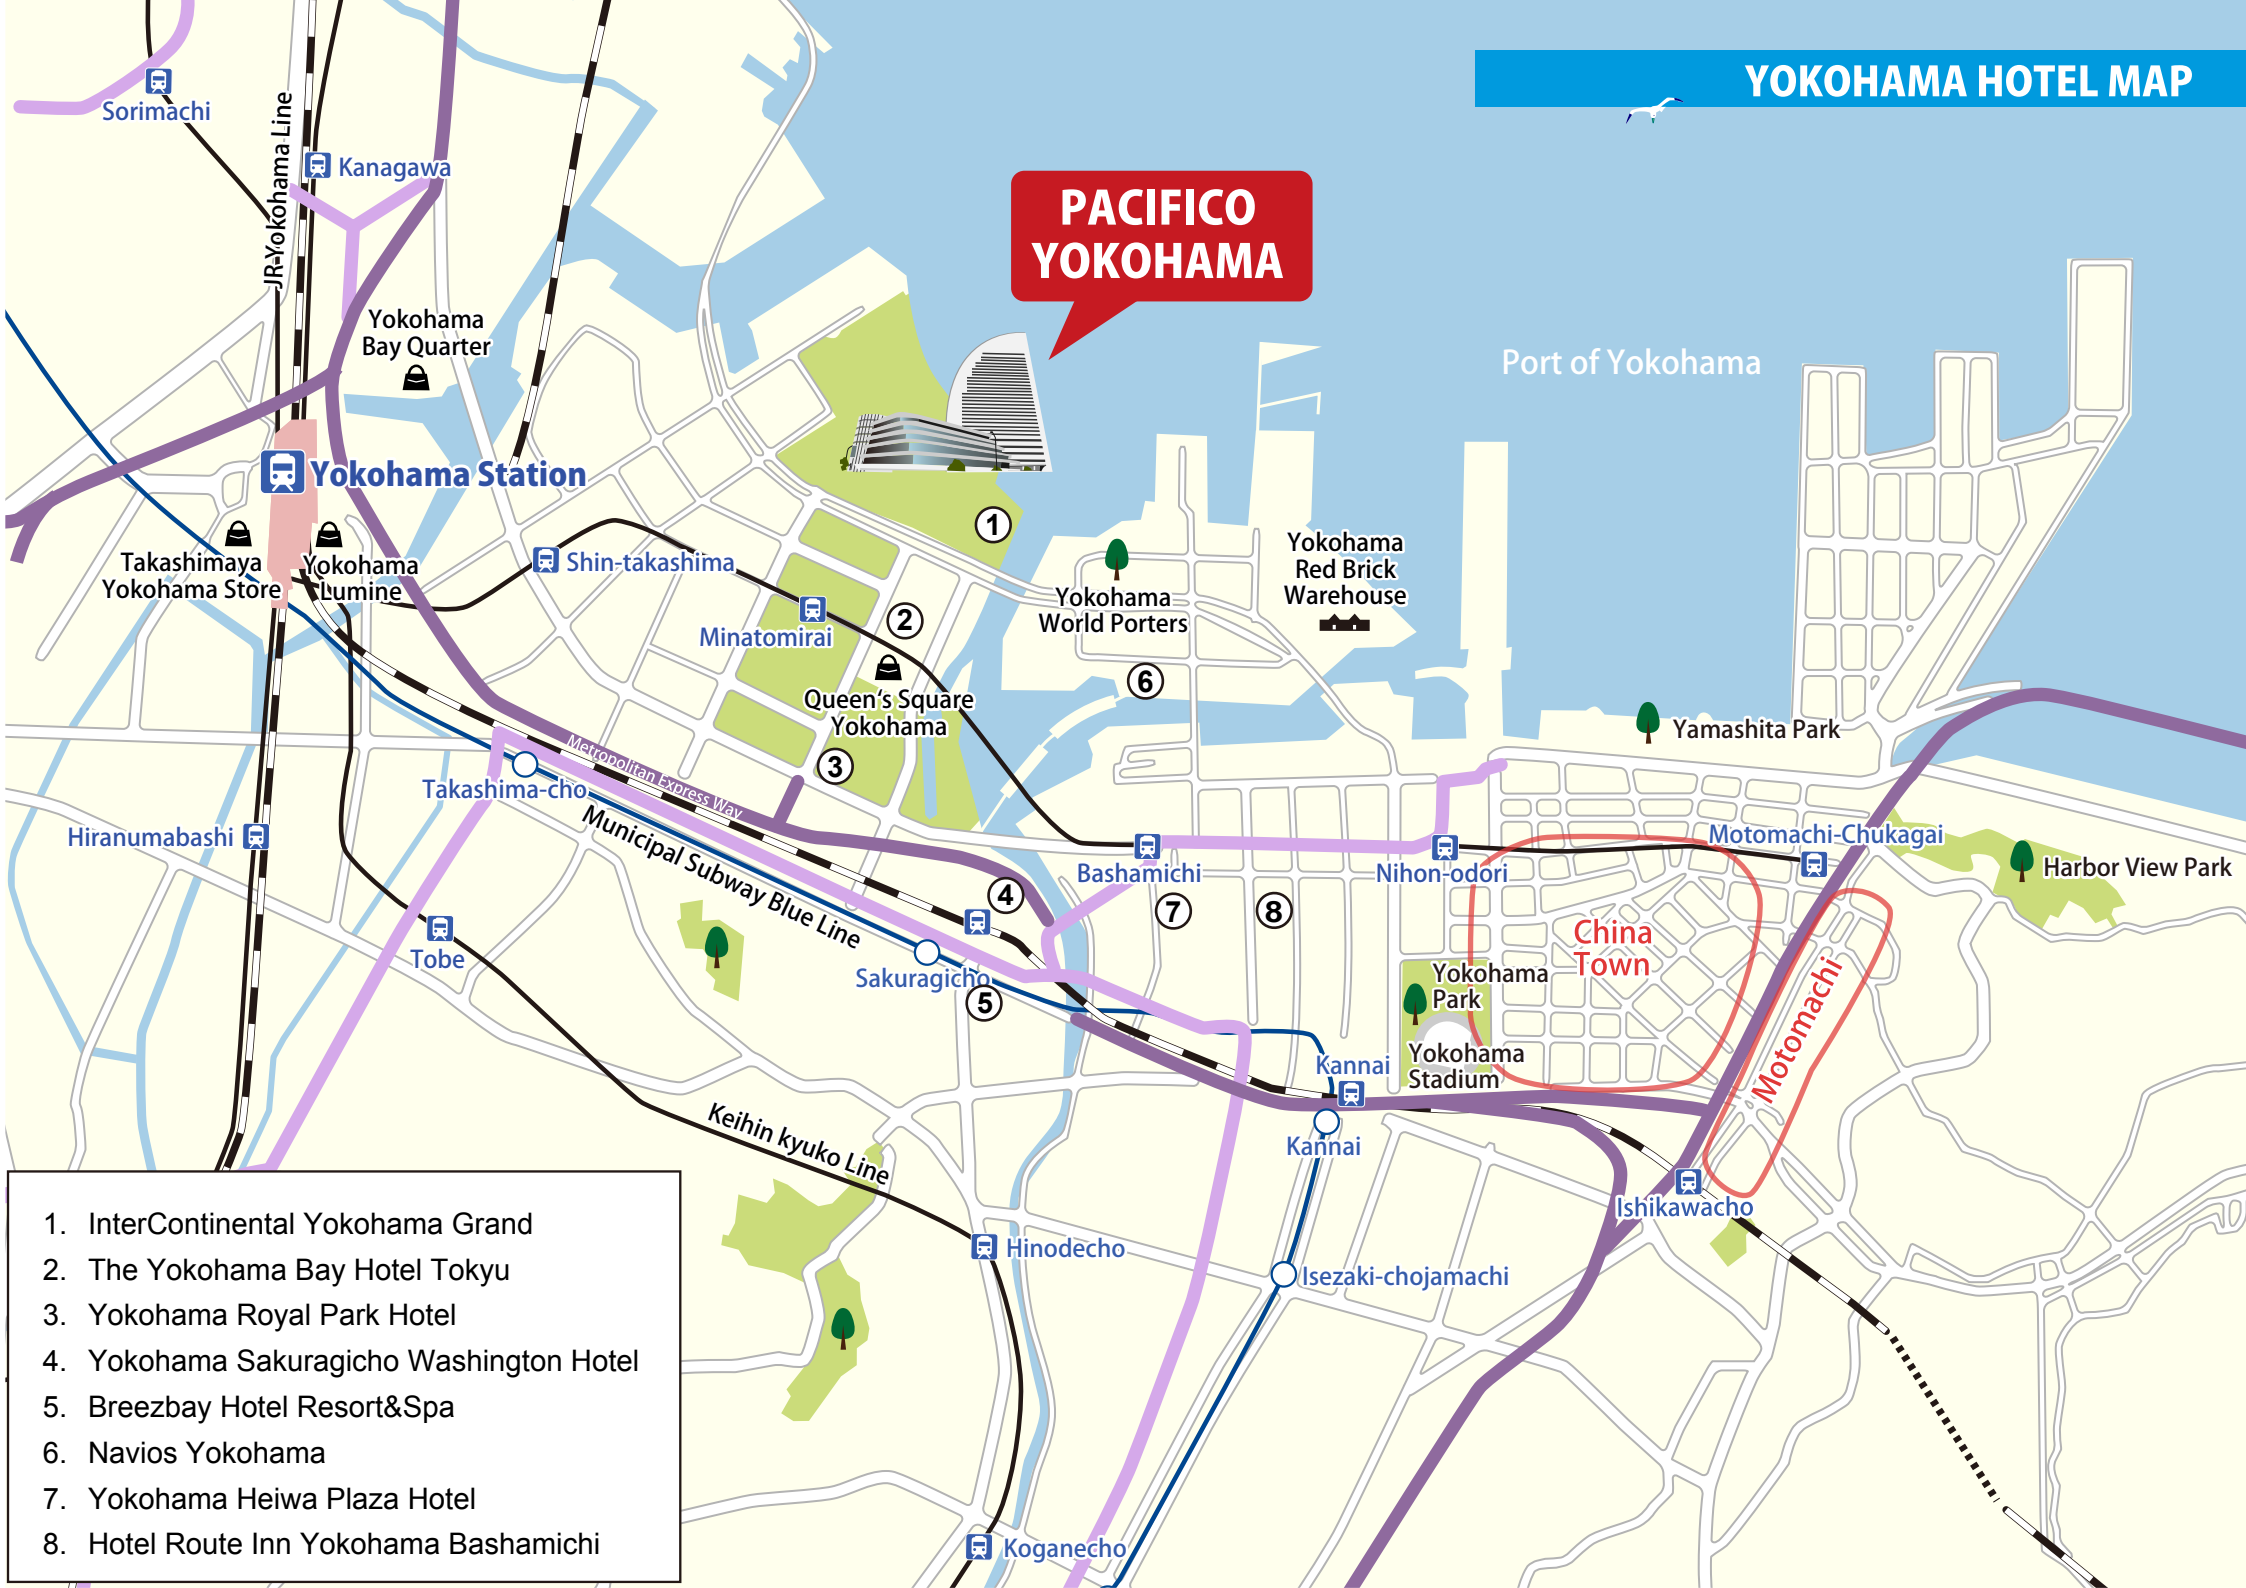 YOKOHAMA HOTEL MAP
Sorimachi
JR-Yokohama-Line
Kanagawa
PACIFICO
YOKOHAMA
Yokohama
Bay Quarter
Port of Yokohama
Yokohama Station
Takashimaya
Yokohama Store
Yokohama
Lumine
Shin-takashima
1
Yokohama
Red Brick
Warehouse
Yokohama
World Porters
Minatomirai
2
6
Queen's Square
Yokohama
Yamashita Park
3
Metropolitan Express Way
Takashima-cho
Municipal Subway Blue Line
Hiranumabashi
Bashamichi
Nihon-odori
Motomachi-Chukagai
Harbor View Park
4
7
8
China
Town
Tobe
Sakuragicho
5
Yokohama
Park
Motomachi
Yokohama
Stadium
Kannai
Kannai
Keihin kyuko Line
Ishikawacho
Hinodecho
Isezaki-chojamachi
Koganecho
1. InterContinental Yokohama Grand
2. The Yokohama Bay Hotel Tokyu
3. Yokohama Royal Park Hotel
4. Yokohama Sakuragicho Washington Hotel
5. Breezbay Hotel Resort&Spa
6. Navios Yokohama
7. Yokohama Heiwa Plaza Hotel
8. Hotel Route Inn Yokohama Bashamichi